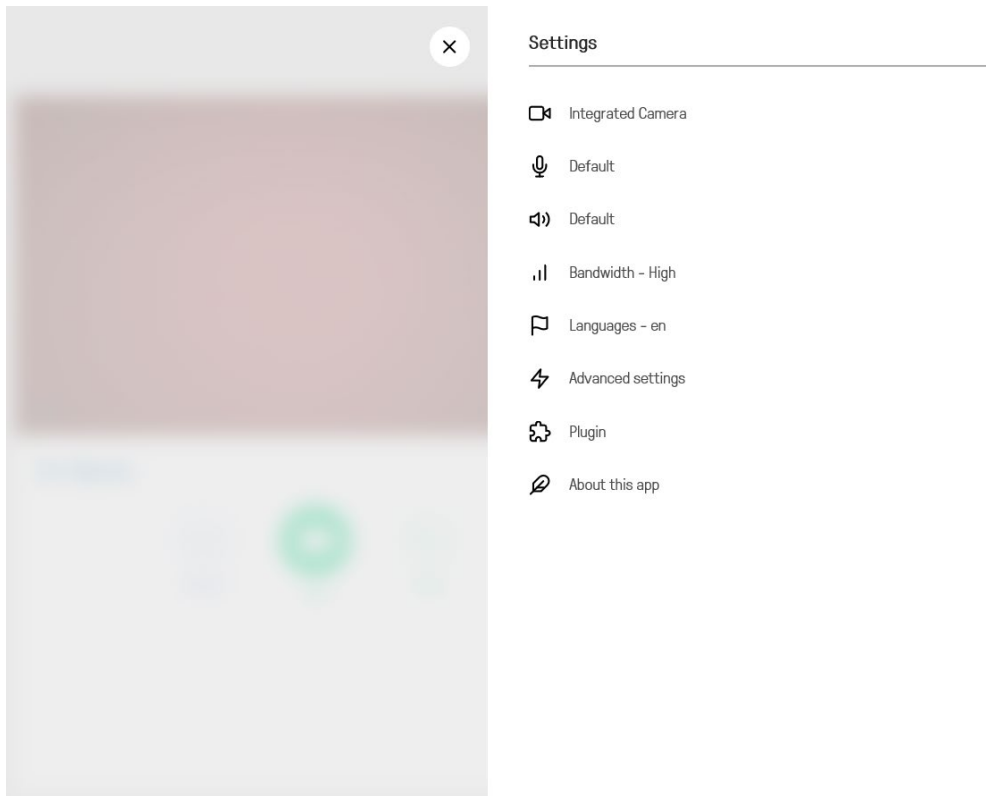 Settings
Integrated Camera
Default
Default
Bandwidth - High
Languages - en
Advanced settings
Plugin
About this app